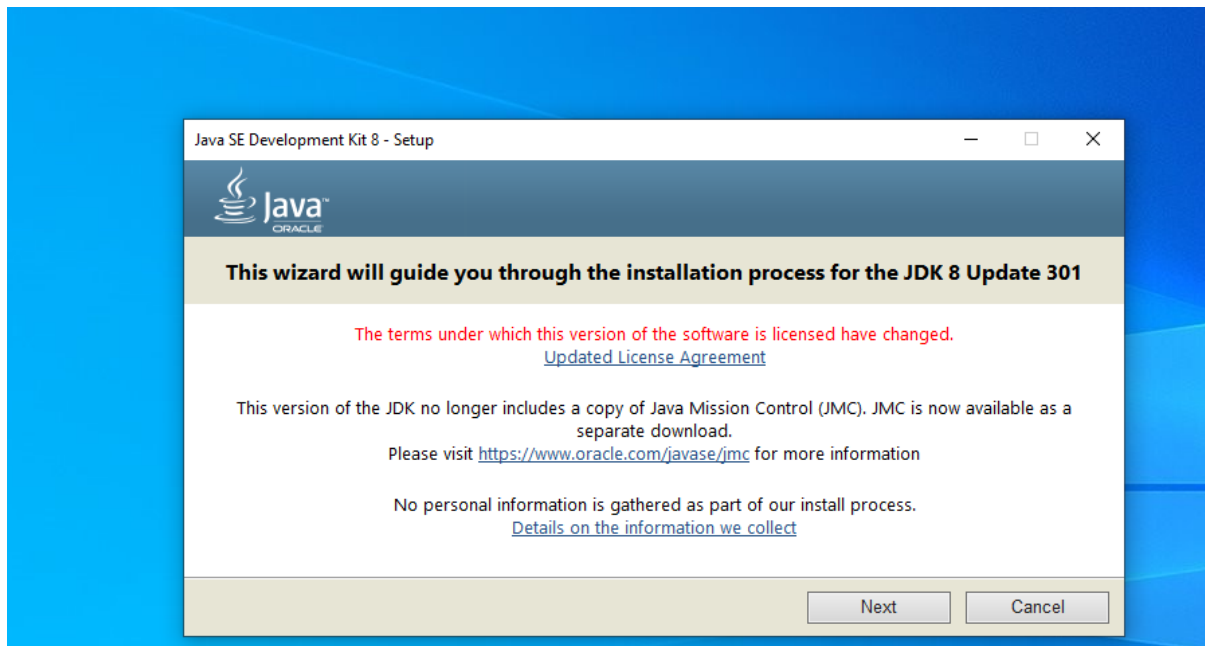 Java SE Development Kit 8 - Setup
Java™
ORACLE
This wizard will guide you through the installation process for the JDK 8 Update 301
The terms under which this version of the software is licensed have changed.
Updated License Agreement
This version of the JDK no longer includes a copy of Java Mission Control (JMC). JMC is now available as a
separate download.
Please visit https://www.oracle.com/javase/jmc for more information
No personal information is gathered as part of our install process.
Details on the information we collect
Next Cancel